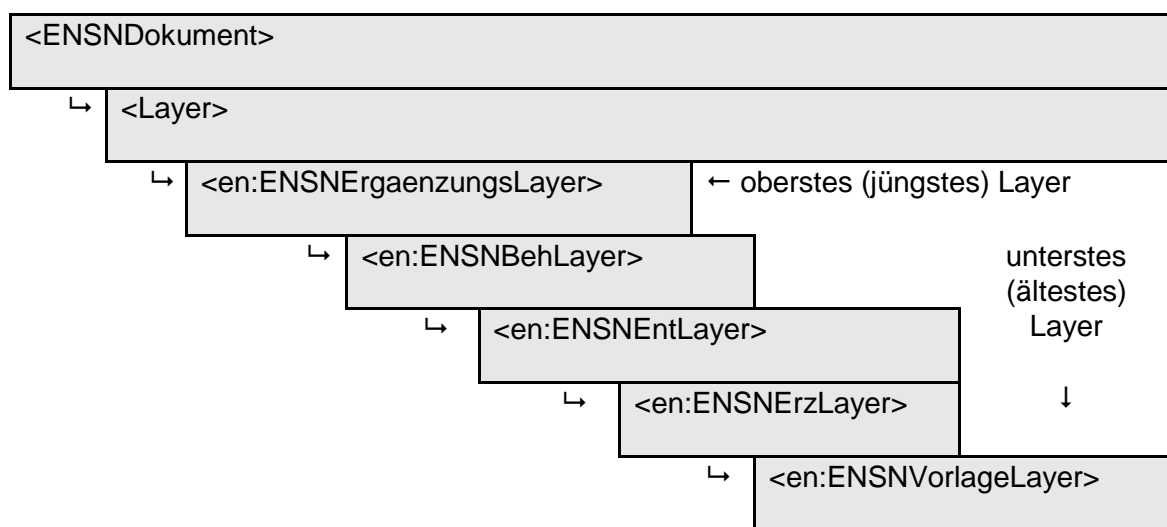 <ENSNDokument>
↳ <Layer>
↳ <en:ENSNErgaenzungsLayer> ← oberstes (jüngstes) Layer
↳ <en:ENSNBehLayer>
unterstes
(ältestes)
Layer
↳ <en:ENSNEntLayer>
↳ <en:ENSNErzLayer> ↓
↳ <en:ENSNVorlageLayer>